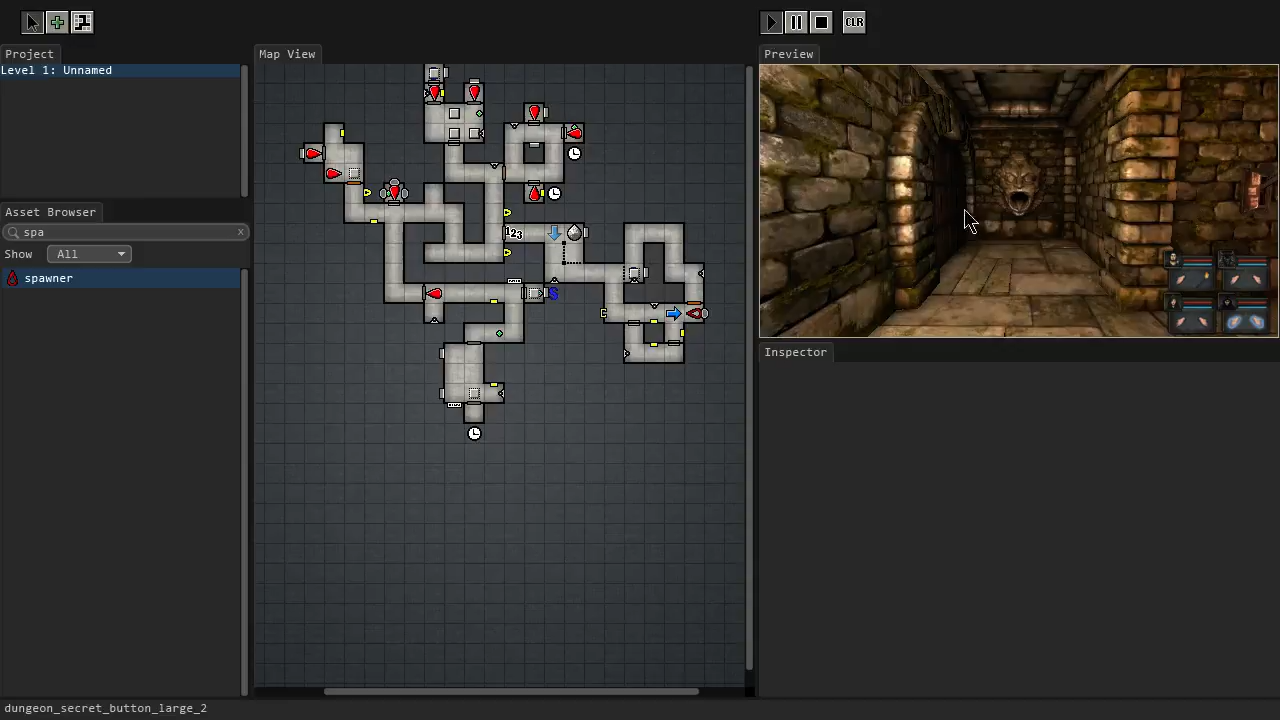 CLR
Project
Map View
Preview
Level 1: Unnamed
Asset Browser
spa
Show
All
spawner
123
S
Inspector
dungeon_secret_button_large_2